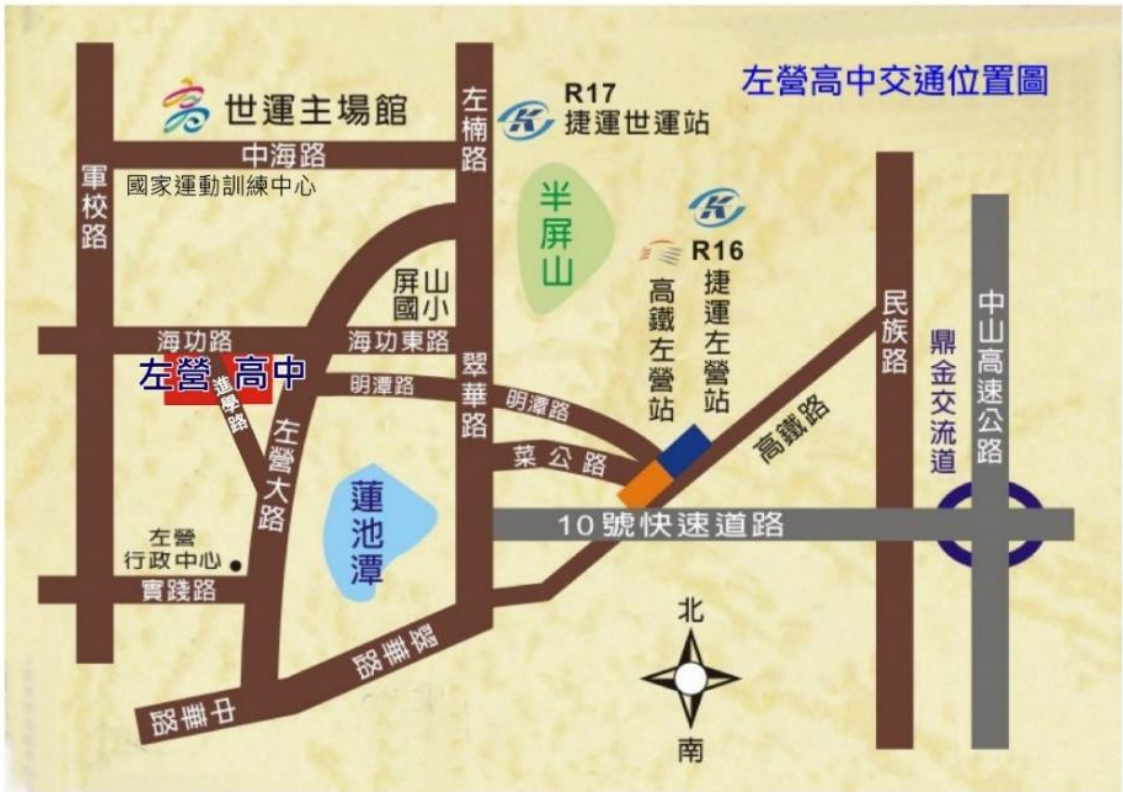 左營高中交通位置圖
世運主場館
R17
捷運世運站
中海路
國家運動訓練中心
軍校路
左楠路
半屏山
R16
捷運左營站
高鐵左營站
屏山
國小
海功路
海功東路
左營高中
進學路
明潭路
明潭路
翠華路
菜公路
高鐵路
民族路
鼎金交流道
中山高速公路
左營大路
蓮池潭
10號快速道路
左營
行政中心
實踐路
翠華路
中華路
北
南